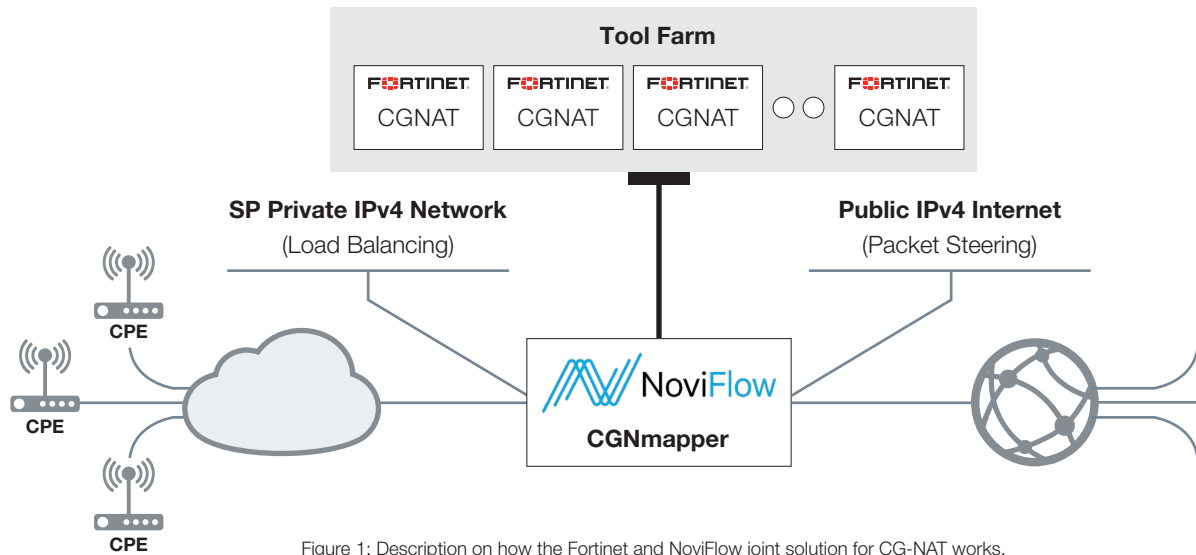 Tool Farm
FORTINET FORTINET FORTINET FORTINET
CGNAT CGNAT CGNAT CGNAT
SP Private IPv4 Network
(Load Balancing)
Public IPv4 Internet
(Packet Steering)
CPE
CPE
CPE
NoviFlow
CGNmapper
Figure 1: Description on how the Fortinet and NoviFlow joint solution for CG-NAT works.